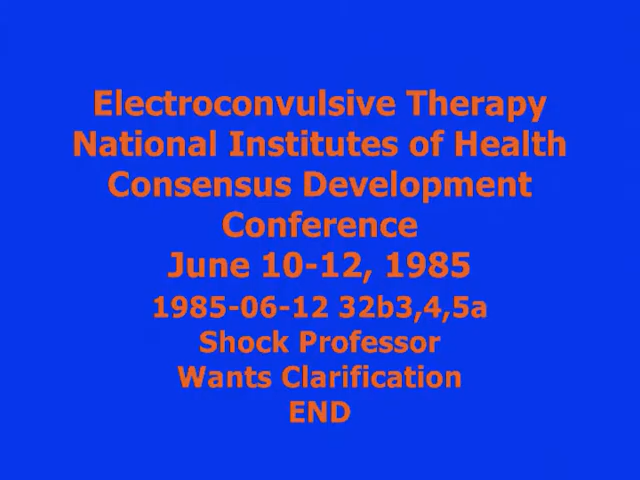 Electroconvulsive Therapy
National Institutes of Health
Consensus Development
Conference
June 10-12, 1985
1985-06-12 32b3,4,5a
Shock Professor
Wants Clarification
END